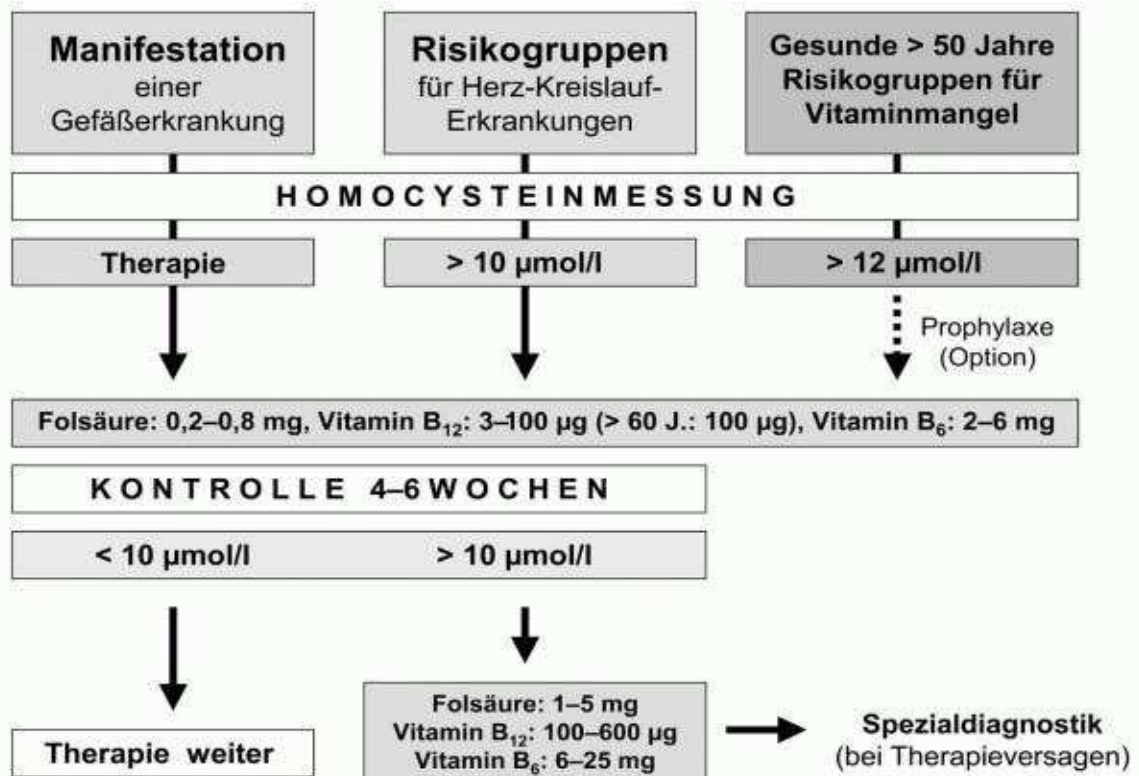 Manifestation
einer
Gefäßerkrankung
Risikogruppen
für Herz-Kreislauf-
Erkrankungen
Gesunde > 50 Jahre
Risikogruppen für
Vitaminmangel
HOMOCYSTEINMESSUNG
Therapie
> 10 µmol/l
> 12 µmol/l
Prophylaxe
(Option)
Folsäure: 0,2–0,8 mg, Vitamin B₁₂: 3–100 µg (> 60 J.: 100 µg), Vitamin B₆: 2–6 mg
KONTROLLE 4–6 WOCHEN
< 10 µmol/l
> 10 µmol/l
Therapie weiter
Folsäure: 1–5 mg
Vitamin B₁₂: 100–600 µg
Vitamin B₆: 6–25 mg
Spezialdiagnostik
(bei Therapieversagen)